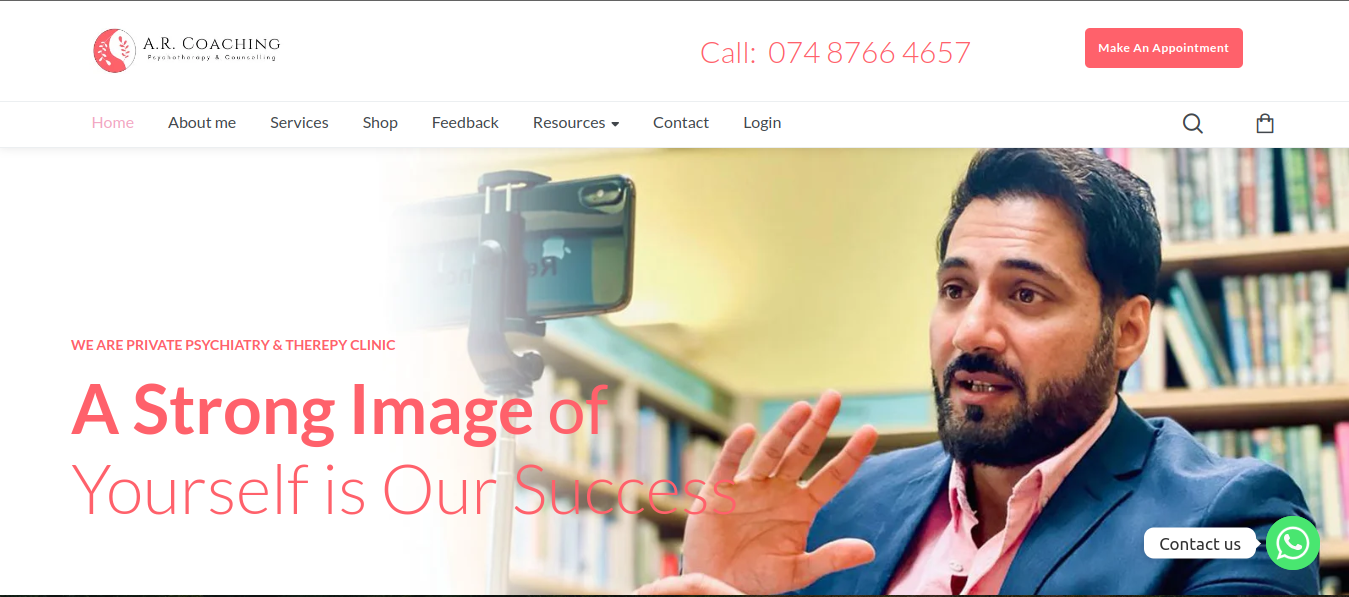 A.R. COACHING
Psychotherapy & Counselling
Call: 074 8766 4657
Make An Appointment
Home About me Services Shop Feedback Resources Contact Login
WE ARE PRIVATE PSYCHIATRY & THEREPY CLINIC
A Strong Image of
Yourself is Our Success
Contact us